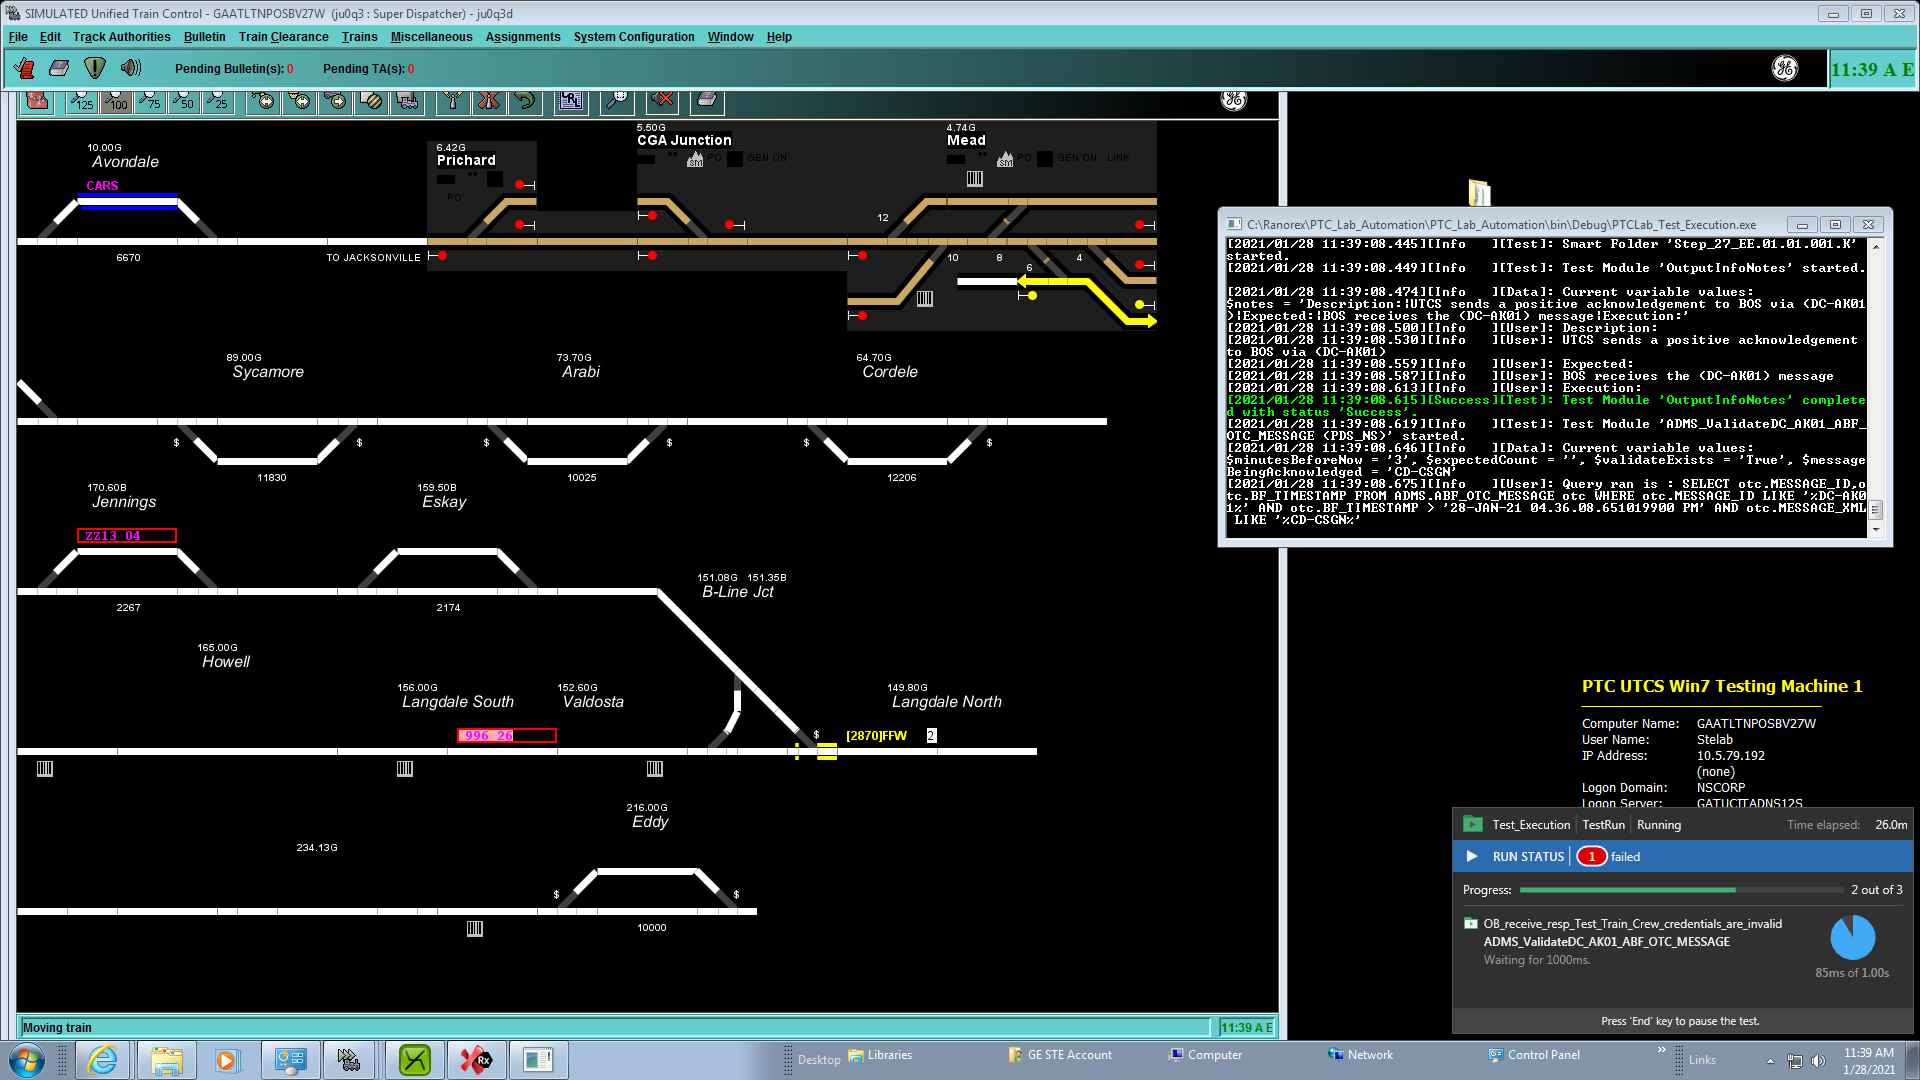 SIMULATED Unified Train Control - GAATLTNPOSBV27W  (ju0q3 : Super Dispatcher) - ju0q3d
File Edit Track Authorities Bulletin Train Clearance Trains Miscellaneous Assignments System Configuration Window Help
Pending Bulletin(s): 0 Pending TA(s): 0
11:39 A E
125 100 75 50 25
10.00G
Avondale
CARS
6670
TO JACKSONVILLE
6.42G
Prichard
PO
5.50G
CGA Junction
SM PO GEN ON
4.74G
Mead
SM PO GEN ON LINK
12
10 8 6 4
89.00G
Sycamore
73.70G
Arabi
64.70G
Cordele
$ $ $ $ $ $
11830
10025
12206
170.60B
Jennings
159.50B
Eskay
ZZ13 04
2267
2174
151.08G 151.35B
B-Line Jct
165.00G
Howell
156.00G
Langdale South
152.60G
Valdosta
149.80G
Langdale North
996 26
$
[2870]FFW 2
216.00G
Eddy
234.13G
$ $
10000
Moving train
11:39 A E
C:\Ranorex\PTC_Lab_Automation\PTC_Lab_Automation\bin\Debug\PTCLab_Test_Execution.exe
[2021/01/28 11:39:08.445][Info   ][Test]: Smart Folder 'Step_27_EE.01.01.001.K'
started.
[2021/01/28 11:39:08.449][Info   ][Test]: Test Module 'OutputInfoNotes' started.
[2021/01/28 11:39:08.474][Info   ][Data]: Current variable values:
$notes = 'Description:|UTCS sends a positive acknowledgement to BOS via (DC-AK01
)|Expected:|BOS receives the (DC-AK01) message|Execution:'
[2021/01/28 11:39:08.500][Info   ][User]: Description:
[2021/01/28 11:39:08.530][Info   ][User]: UTCS sends a positive acknowledgement
to BOS via (DC-AK01)
[2021/01/28 11:39:08.559][Info   ][User]: Expected:
[2021/01/28 11:39:08.587][Info   ][User]: BOS receives the (DC-AK01) message
[2021/01/28 11:39:08.613][Info   ][User]: Execution:
[2021/01/28 11:39:08.615][Success][Test]: Test Module 'OutputInfoNotes' complete
d with status 'Success'.
[2021/01/28 11:39:08.619][Info   ][Test]: Test Module 'ADMS_ValidateDC_AK01_ABF_
OTC_MESSAGE (PDS_NS)' started.
[2021/01/28 11:39:08.646][Info   ][Data]: Current variable values:
$minutesBeforeNow = '3', $expectedCount = '', $validateExists = 'True', $message
BeingAcknowledged = 'CD-CSGN'
[2021/01/28 11:39:08.675][Info   ][User]: Query ran is : SELECT otc.MESSAGE_ID,o
tc.BF_TIMESTAMP FROM ADMS.ABF_OTC_MESSAGE otc WHERE otc.MESSAGE_ID LIKE '%DC-AK0
1%' AND otc.BF_TIMESTAMP > '28-JAN-21 04.36.08.651019900 PM' AND otc.MESSAGE_XML
LIKE '%CD-CSGN%'
PTC UTCS Win7 Testing Machine 1
Computer Name: GAATLTNPOSBV27W
User Name: Stelab
IP Address: 10.5.79.192
(none)
Logon Domain: NSCORP
Logon Server: GATUCTTADNS12S
Test_Execution TestRun Running Time elapsed: 26.0m
RUN STATUS 1 failed
Progress: 2 out of 3
OB_receive_resp_Test_Train_Crew_credentials_are_invalid
ADMS_ValidateDC_AK01_ABF_OTC_MESSAGE
Waiting for 1000ms.
85ms of 1.00s
Press 'End' key to pause the test.
Desktop Libraries GE STE Account Computer Network Control Panel » Links
11:39 AM
1/28/2021